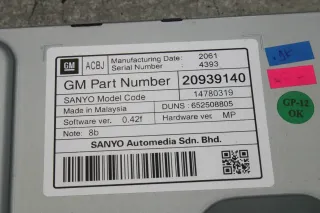 GM
ACBJ
Manufacturing Date: 2061
Serial Number 4393
GM Part Number 20939140
SANYO Model Code 14780319
Made in Malaysia DUNS : 652508805
Software ver. 0.42f Hardware ver. MP
Note: 8b
SANYO Automedia Sdn. Bhd.
GP-12
OK